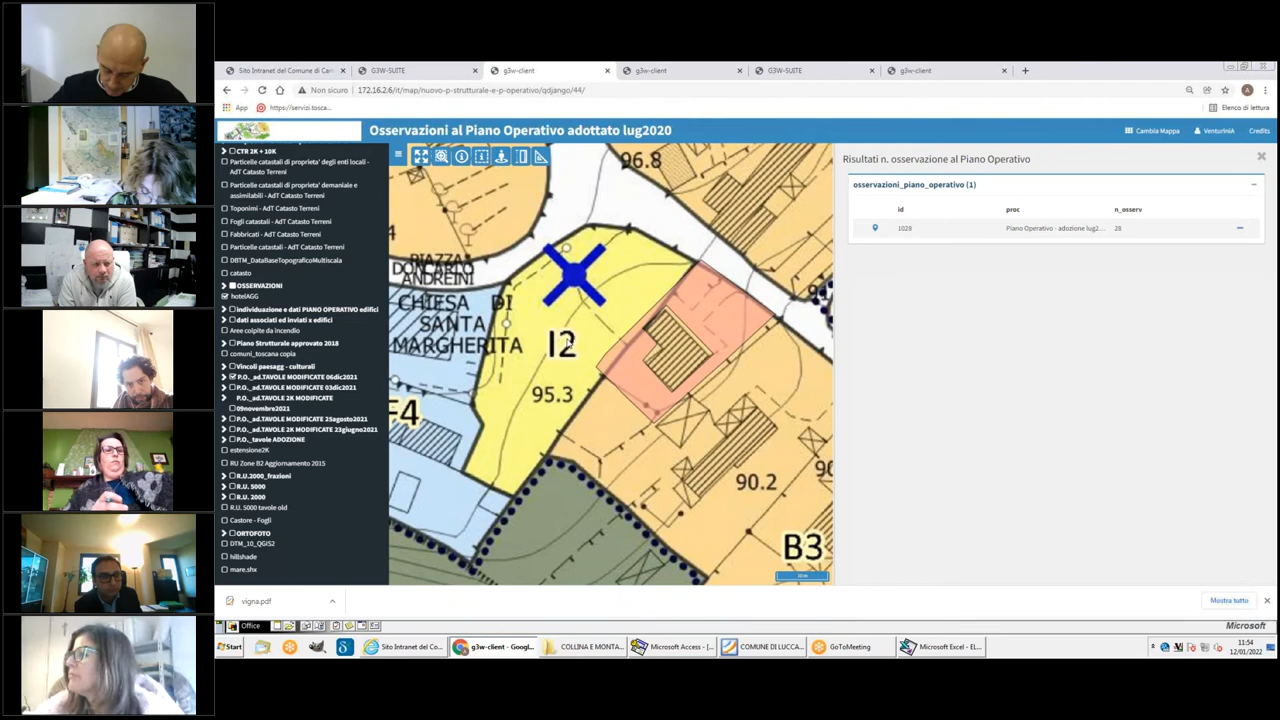 Sito Intranet del Comune di Can
G3W-SUITE
g3w-client
g3w-client
G3W-SUITE
g3w-client
Non sicuro
172.16.2.6/it/map/nuovo-p-strutturale-e-p-operativo/qdjango/44/
App
https://servizi.tosca...
Elenco di lettura
Osservazioni al Piano Operativo adottato lug2020
Cambia Mappa
VenturiniA
Credits
CTR 2K + 10K
Particelle catastali di proprieta' degli enti locali -
AdT Catasto Terreni
Particelle catastali di proprieta' demaniale e
assimilabili - AdT Catasto Terreni
Toponimi - AdT Catasto Terreni
Fogli catastali - AdT Catasto Terreni
Fabbricati - AdT Catasto Terreni
Particelle catastali - AdT Catasto Terreni
DBTM_DataBaseTopograficoMultiscala
catasto
OSSERVAZIONI
hotelAGG
individuazione e dati PIANO OPERATIVO edifici
dati associati ed invisti x edifici
Aree colpite da incendio
Piano Strutturale approvato 2018
comuni_toscana copia
Vincoli paesagg - culturali
P.O._ad.TAVOLE MODIFICATE 06dic2021
P.O._ad.TAVOLE MODIFICATE 03dic2021
P.O._ad.TAVOLE 2K MODIFICATE
09novembre2021
P.O._ad.TAVOLE MODIFICATE 25agosto2021
P.O._ad.TAVOLE 2K MODIFICATE 23giugno2021
P.O._tavole ADOZIONE
estensione2K
RU Zone B2 Aggiornamento 2015
R.U.2000_frazioni
R.U. 5000
R.U. 2000
R.U. 5000 tavole old
Castore - Fogli
ORTOFOTO
DTM_10_QGIS2
hillshade
mare.shx
96.8
PIAZZA
DON CARLO
ANDREINI
CHIESA DI
SANTA
MARGHERITA
I2
95.3
F4
90.2
B3
Risultati n. osservazione al Piano Operativo
osservazioni_piano_operativo (1)
id
proc
n_osserv
1028
Piano Operativo - adozione lug2...
28
vigna.pdf
Mostra tutto
Office
Microsoft
Start
Sito Intranet del Co...
g3w-client - Googl...
COLLINA E MONTA...
Microsoft Access - [...
COMUNE DI LUCCA...
GoToMeeting
Microsoft Excel - EL...
11:54
12/01/2022